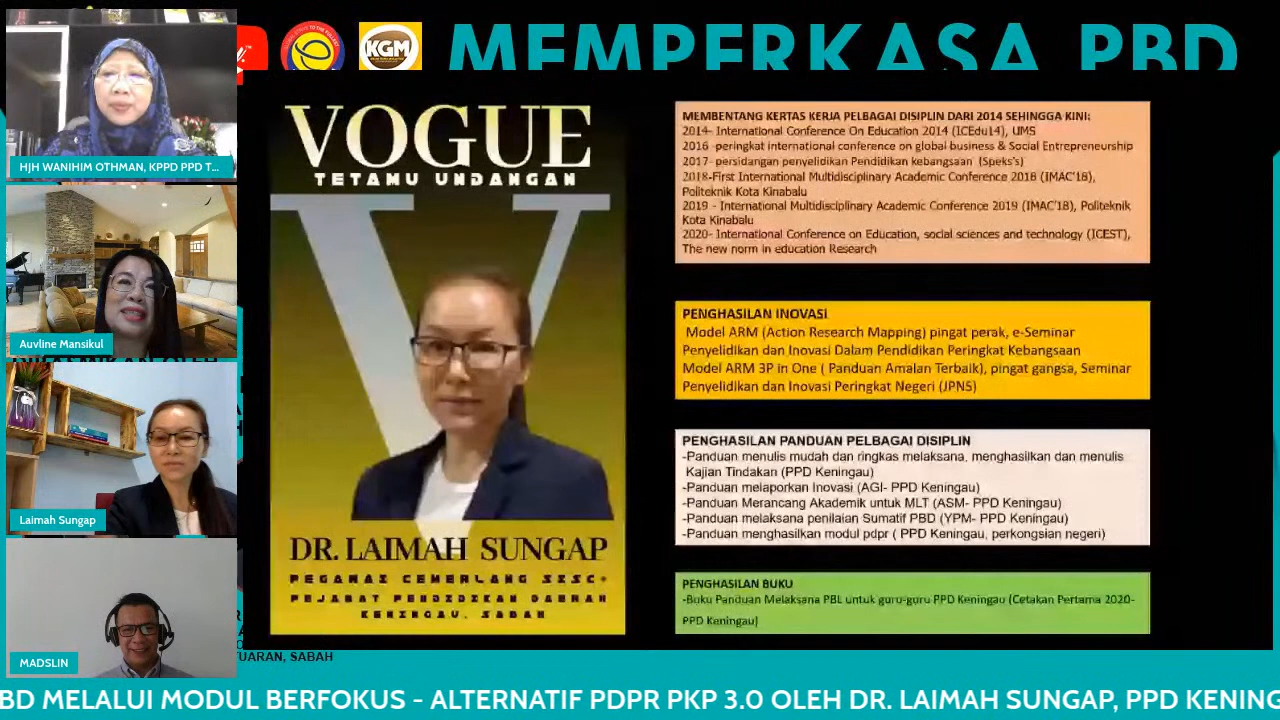 MEMPERKASA PBD
KGM
HJH WANIHIM OTHMAN, KPPD PPD T...
Auvline Mansikul
Laimah Sungap
MADSLIN
VOGUE
TETAMU UNDANGAN
V
DR. LAIMAH SUNGAP
PEGAWAI CEMERLANG SISC+
PEJABAT PENDIDIKAN DAERAH
KENINGAU, SABAH
MEMBENTANG KERTAS KERJA PELBAGAI DISIPLIN DARI 2014 SEHINGGA KINI:
2014- International Conference On Education 2014 (ICEdu14), UMS
2016 -peringkat international conference on global business & Social Entrepreneurship
2017- persidangan penyelidikan Pendidikan kebangsaan (Speks's)
2018-First International Multidisciplinary Academic Conference 2018 (IMAC'18),
Politeknik Kota Kinabalu
2019 - International Multidisciplinary Academic Conference 2019 (IMAC'18), Politeknik
Kota Kinabalu
2020- International Conference on Education, social sciences and technology (ICEST),
The new norm in education Research
PENGHASILAN INOVASI
Model ARM (Action Research Mapping) pingat perak, e-Seminar
Penyelidikan dan Inovasi Dalam Pendidikan Peringkat Kebangsaan
Model ARM 3P in One ( Panduan Amalan Terbaik), pingat gangsa, Seminar
Penyelidikan dan Inovasi Peringkat Negeri (JPNS)
PENGHASILAN PANDUAN PELBAGAI DISIPLIN
-Panduan menulis mudah dan ringkas melaksana, menghasilkan dan menulis
Kajian Tindakan (PPD Keningau)
-Panduan melaporkan Inovasi (AGI- PPD Keningau)
-Panduan Merancang Akademik untuk MLT (ASM- PPD Keningau)
-Panduan melaksana penilaian Sumatif PBD (YPM- PPD Keningau)
-Panduan menghasilkan modul pdpr ( PPD Keningau, perkongsian negeri)
PENGHASILAN BUKU
-Buku Panduan Melaksana PBL untuk guru-guru PPD Keningau (Cetakan Pertama 2020-
PPD Keningau)
TUARAN, SABAH
BD MELALUI MODUL BERFOKUS - ALTERNATIF PDPR PKP 3.0 OLEH DR. LAIMAH SUNGAP, PPD KENING